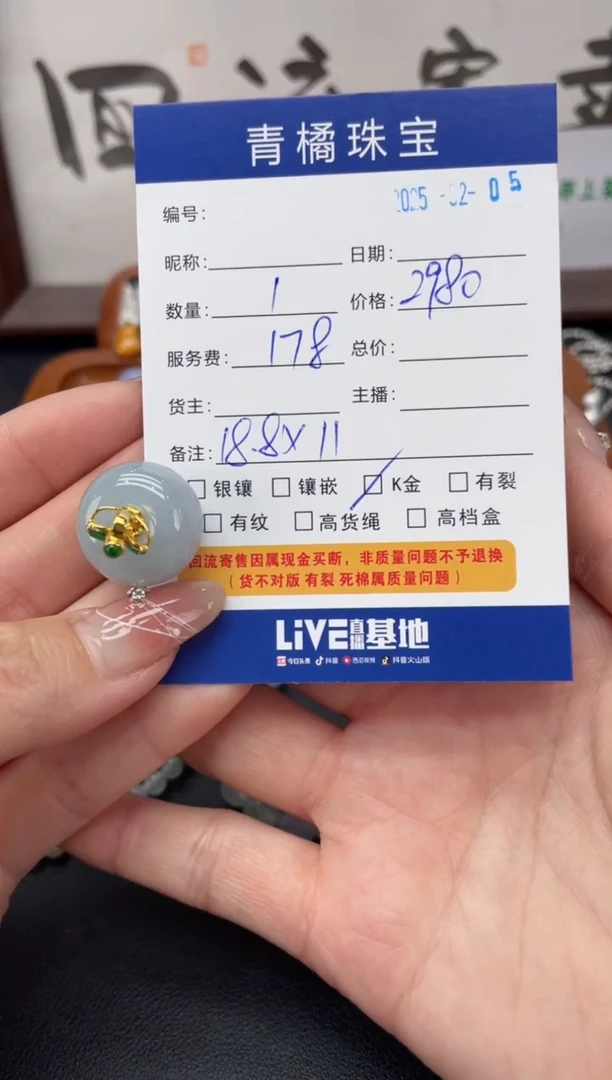 回流寄售
青橘珠宝
编号:
2025-02-05
昵称: 日期:
数量: 1 价格: 2980
服务费: 178 总价:
货主: 主播:
备注: 18.8X11
银镶 镶嵌 K金 有裂
有纹 高货绳 高档盒
回流寄售因属现金买断，非质量问题不予退换
（货不对版 有裂 死棉属质量问题）
LiVE直播基地
今日头条 抖音 西瓜视频 抖音火山版